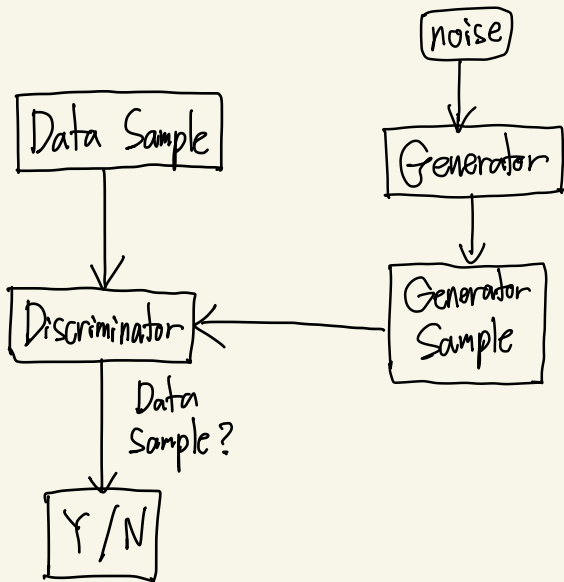 noise
Data Sample
Generator
Generator
Sample
Discriminator
Data
Sample?
Y/N